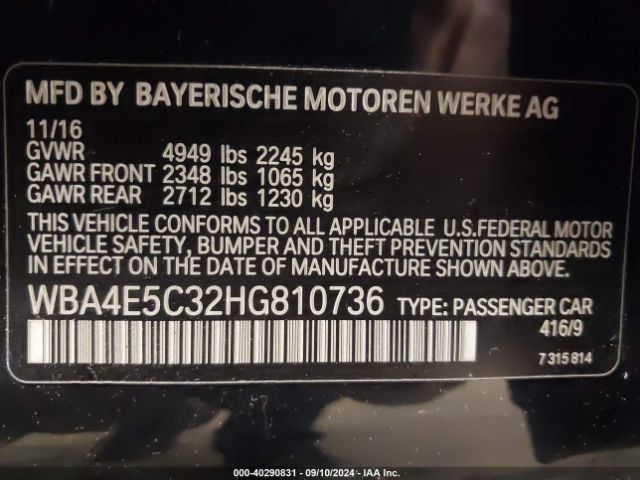 MFD BY BAYERISCHE MOTOREN WERKE AG
11/16
GVWR 4949 lbs 2245 kg
GAWR FRONT 2348 lbs 1065 kg
GAWR REAR 2712 lbs 1230 kg
THIS VEHICLE CONFORMS TO ALL APPLICABLE U.S.FEDERAL MOTOR
VEHICLE SAFETY, BUMPER AND THEFT PREVENTION STANDARDS
IN EFFECT ON THE DATE OF MANUFACTURE SHOWN ABOVE.
WBA4E5C32HG810736 TYPE: PASSENGER CAR
416/9
7 315 814
000-40290831 - 09/10/2024 - IAA Inc.